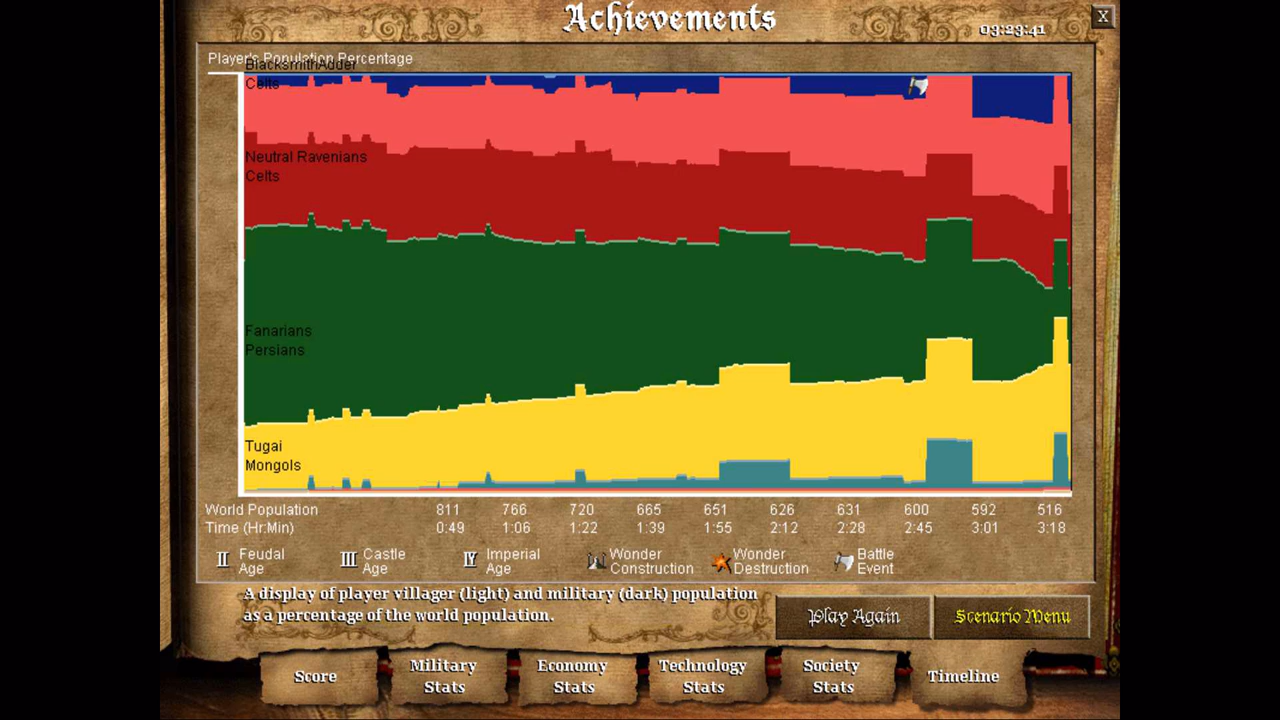 Achievements
03:23:41
X
Player's Population Percentage
BlacksmithAdder
Celts
Neutral Ravenians
Celts
Fanarians
Persians
Tugai
Mongols
World Population 811 766 720 665 651 626 631 600 592 516
Time (Hr:Min) 0:49 1:06 1:22 1:39 1:55 2:12 2:28 2:45 3:01 3:18
II Feudal Age
III Castle Age
IV Imperial Age
Wonder Construction
Wonder Destruction
Battle Event
A display of player villager (light) and military (dark) population
as a percentage of the world population.
Play Again
Scenario Menu
Score
Military
Stats
Economy
Stats
Technology
Stats
Society
Stats
Timeline